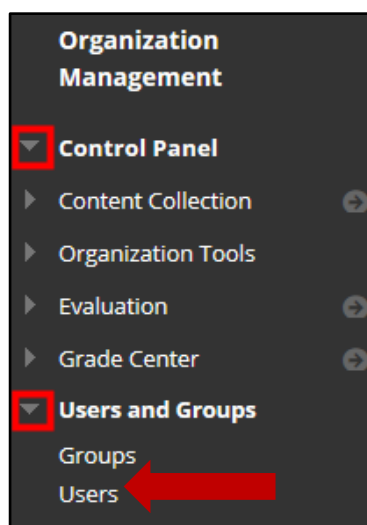 Organization
Management
Control Panel
Content Collection
Organization Tools
Evaluation
Grade Center
Users and Groups
Groups
Users